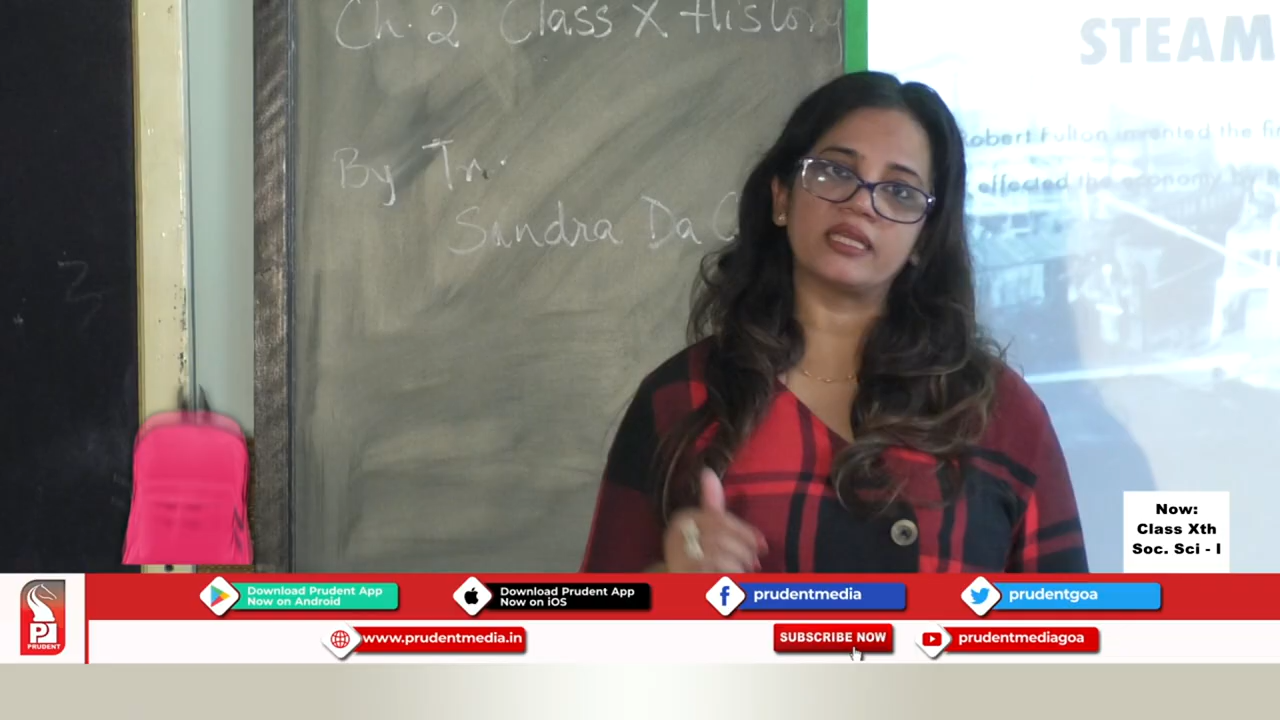 Ch. 2 Class X History
By Tr.
Sandra Da
STEAM
Robert Fulton invented the
effected the economy by
Now:
Class Xth
Soc. Sci - I
Download Prudent App
Now on Android
Download Prudent App
Now on iOS
prudentmedia
prudentgoa
PRUDENT
www.prudentmedia.in
SUBSCRIBE NOW
prudentmediagoa